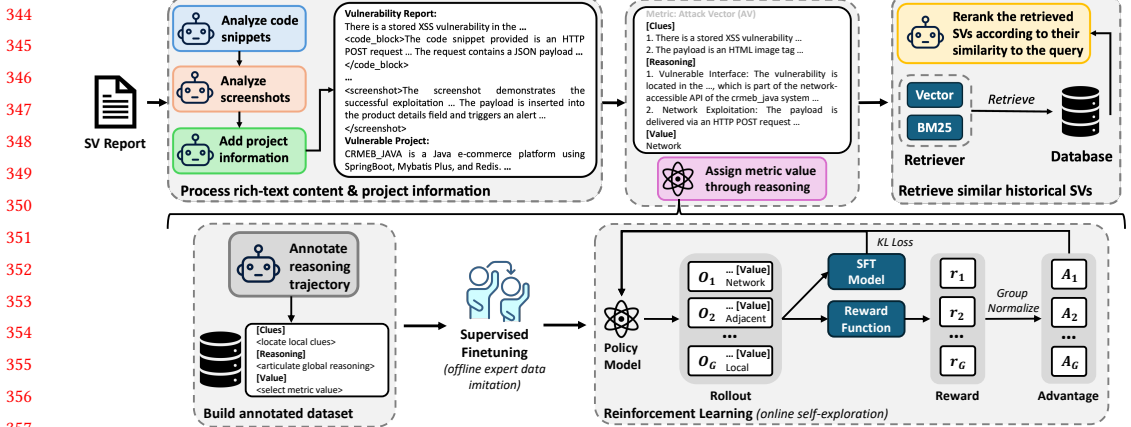 344
345
346
347
348
349
350
351
352
353
354
355
356
357
SV Report
Analyze code
snippets
Analyze
screenshots
Add project
information
Vulnerability Report:
There is a stored XSS vulnerability in the ...
<code_block>The code snippet provided is an HTTP
POST request ... The request contains a JSON payload ...
</code_block>
...
<screenshot>The screenshot demonstrates the
successful exploitation ... The payload is inserted into
the product details field and triggers an alert ...
</screenshot>
Vulnerable Project:
CRMEB_JAVA is a Java e-commerce platform using
SpringBoot, Mybatis Plus, and Redis. ...
Process rich-text content & project information
Metric: Attack Vector (AV)
[Clues]
1. There is a stored XSS vulnerability ...
2. The payload is an HTML image tag ...
[Reasoning]
1. Vulnerable Interface: The vulnerability is
located in the ..., which is part of the network-
accessible API of the crmeb_java system ...
2. Network Exploitation: The payload is
delivered via an HTTP POST request ...
[Value]
Network
Assign metric value
through reasoning
Rerank the retrieved
SVs according to their
similarity to the query
Vector
BM25
Retriever
Retrieve
Database
Retrieve similar historical SVs
Annotate
reasoning
trajectory
[Clues]
<locate local clues>
[Reasoning]
<articulate global reasoning>
[Value]
<select metric value>
Build annotated dataset
Supervised
Finetuning
(offline expert data
imitation)
Policy
Model
O1 ... [Value]
Network
O2 ... [Value]
Adjacent
...
OG ... [Value]
Local
Rollout
KL Loss
SFT
Model
Reward
Function
r1
r2
...
rG
Reward
Group
Normalize
A1
A2
...
AG
Advantage
Reinforcement Learning (online self-exploration)